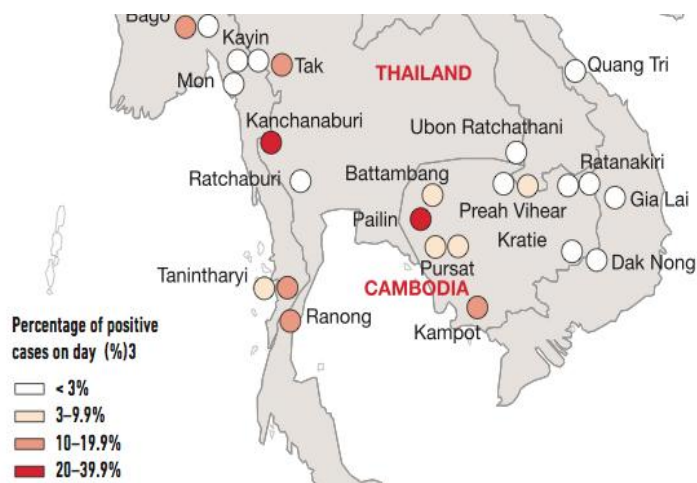 Bago
Kayin
Tak
Mon
THAILAND
Quang Tri
Kanchanaburi
Ubon Ratchathani
Ratchaburi
Battambang
Ratanakiri
Preah Vihear
Gia Lai
Pailin
Kratie
Pursat
Dak Nong
Tanintharyi
CAMBODIA
Ranong
Kampot
Percentage of positive
cases on day (%)3
< 3%
3–9.9%
10–19.9%
20–39.9%